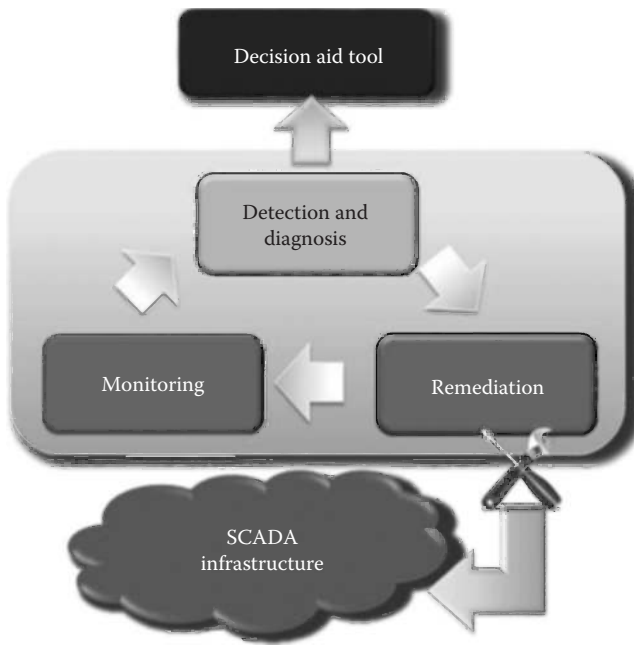 Decision aid tool
Detection and
diagnosis
Monitoring
Remediation
SCADA
infrastructure